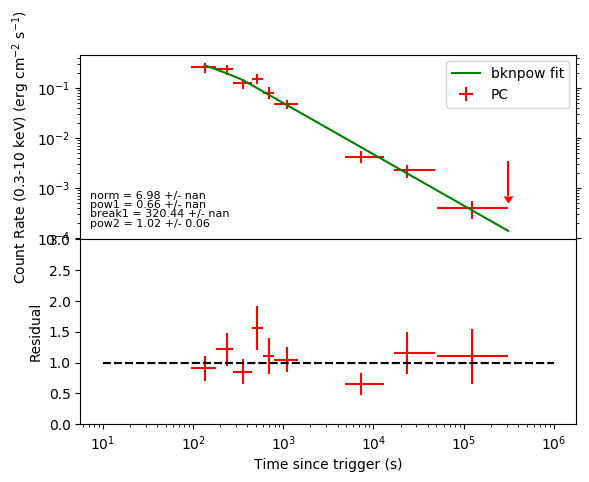 Count Rate (0.3-10 keV) (erg cm⁻² s⁻¹)
10⁻¹
10⁻²
10⁻³
10⁻⁴
bknpow fit
PC
norm = 6.98 +/- nan
pow1 = 0.66 +/- nan
break1 = 320.44 +/- nan
pow2 = 1.02 +/- 0.06
Residual
3.0
2.5
2.0
1.5
1.0
0.5
0.0
10¹ 10² 10³ 10⁴ 10⁵ 10⁶
Time since trigger (s)